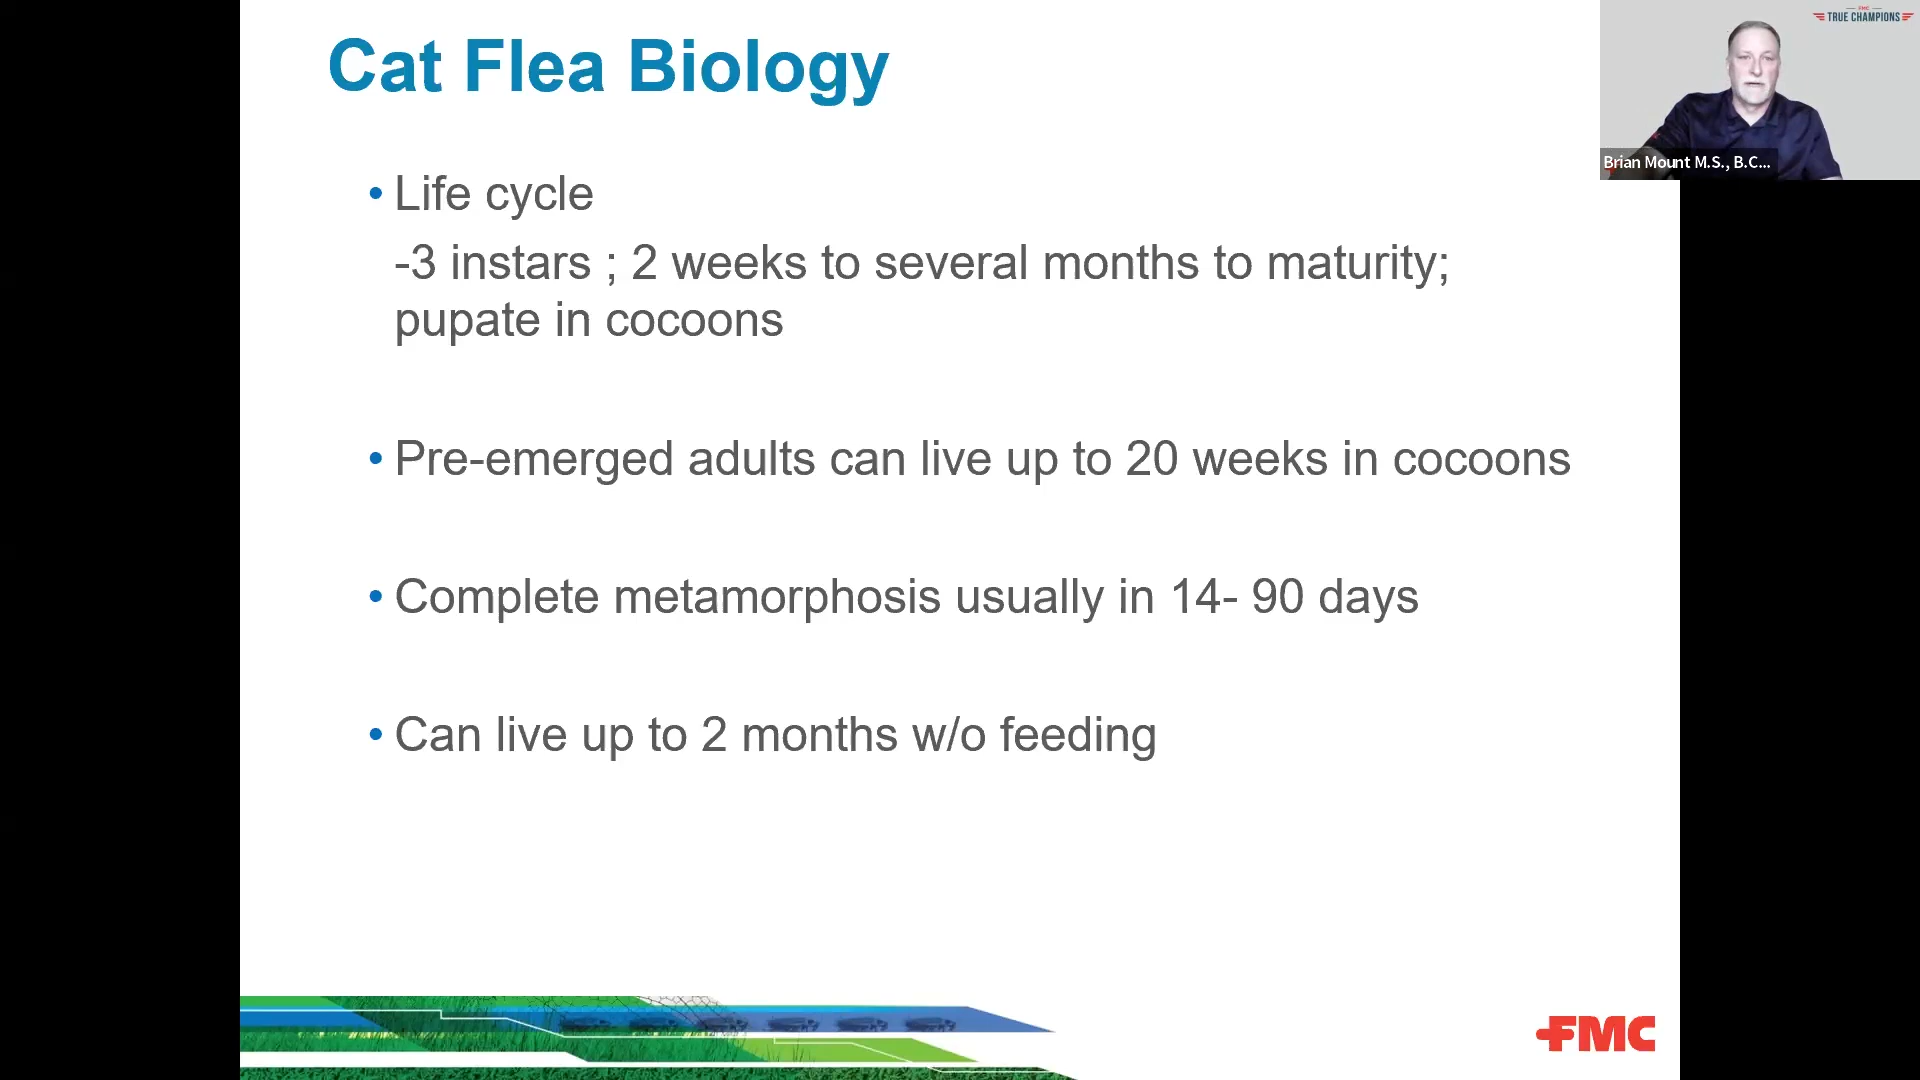 Cat Flea Biology
FMC
TRUE CHAMPIONS
Brian Mount M.S., B.C...
• Life cycle
-3 instars ; 2 weeks to several months to maturity;
pupate in cocoons
• Pre-emerged adults can live up to 20 weeks in cocoons
• Complete metamorphosis usually in 14- 90 days
• Can live up to 2 months w/o feeding
FMC